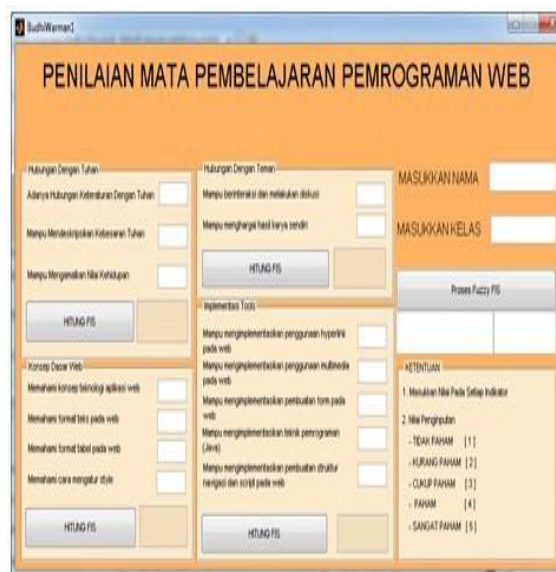 BudhiWarman1
PENILAIAN MATA PEMBELAJARAN PEMROGRAMAN WEB
Hubungan Dengan Tuhan
Adanya Hubungan Keteraturan Dengan Tuhan
Mampu Mendeskripsikan Kebesaran Tuhan
Mampu Mengamalkan Nilai Kehidupan
HITUNG FIS
Konsep Dasar Web
Memahami konsep teknologi aplikasi web
Memahami format teks pada web
Memahami format tabel pada web
Memahami cara mengatur style
HITUNG FIS
Hubungan Dengan Teman
Mampu berinteraksi dan melakukan diskusi
Mampu menghargai hasil karya sendiri
HITUNG FIS
Implementasi Tools
Mampu mengimplementasikan penggunaan hyperlink
pada web
Mampu mengimplementasikan penggunaan multimedia
pada web
Mampu mengimplementasikan pembuatan form pada
web
Mampu mengimplementasikan teknik pemrograman
(Java)
Mampu mengimplementasikan pembuatan struktur
navigasi dan script pada web
HITUNG FIS
MASUKKAN NAMA
MASUKKAN KELAS
Proses Fuzzy FIS
KETENTUAN
1. Masukkan Nilai Pada Setiap Indikator
2. Nilai Penginputan
- TIDAK PAHAM [1]
- KURANG PAHAM [2]
- CUKUP PAHAM [3]
- PAHAM [4]
- SANGAT PAHAM [5]